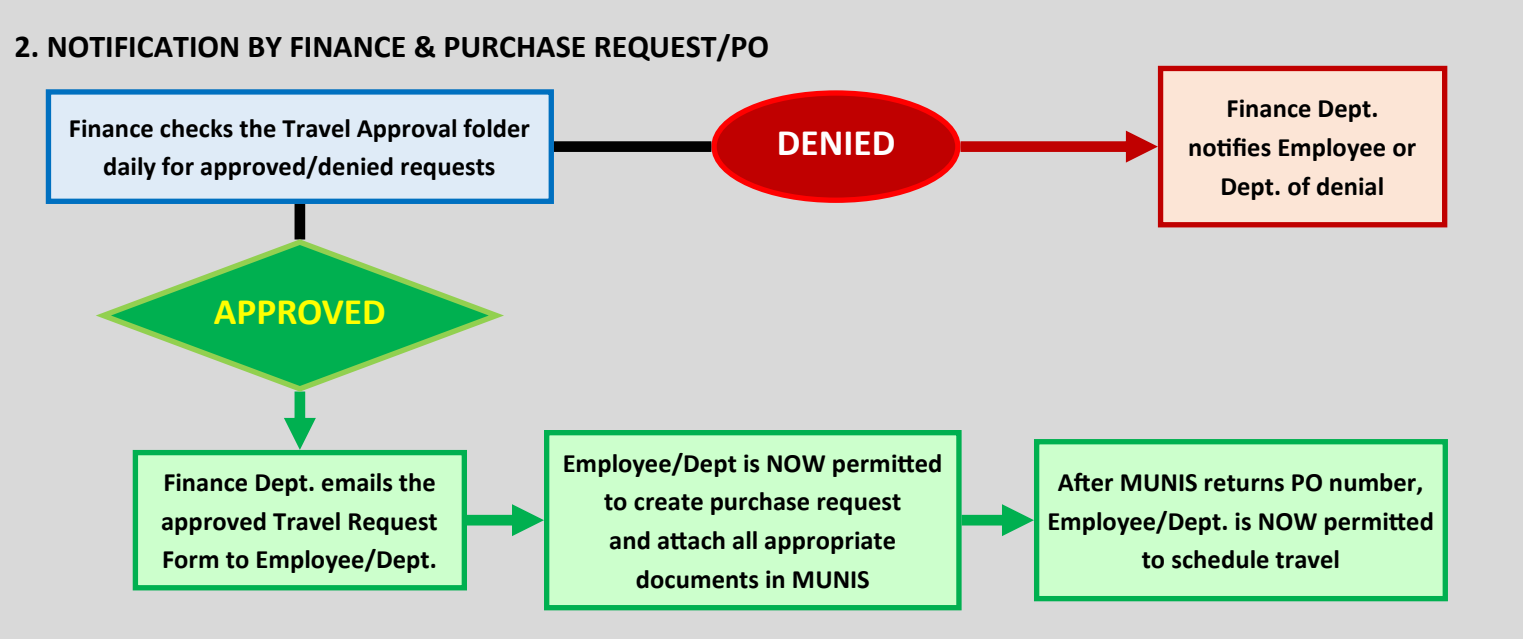 2. NOTIFICATION BY FINANCE & PURCHASE REQUEST/PO
Finance checks the Travel Approval folder
daily for approved/denied requests
DENIED
Finance Dept.
notifies Employee or
Dept. of denial
APPROVED
Finance Dept. emails the
approved Travel Request
Form to Employee/Dept.
Employee/Dept is NOW permitted
to create purchase request
and attach all appropriate
documents in MUNIS
After MUNIS returns PO number,
Employee/Dept. is NOW permitted
to schedule travel